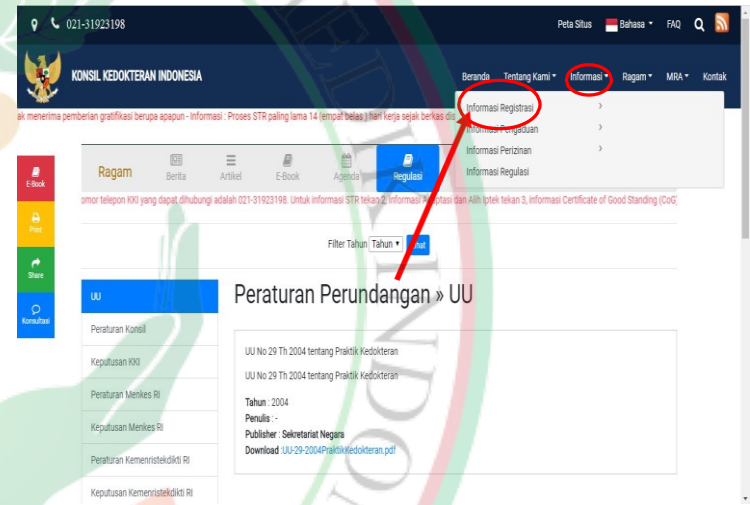 021-31923198
Peta Situs Bahasa FAQ
KONSIL KEDOKTERAN INDONESIA
Beranda Tentang Kami Informasi Ragam MRA Kontak
ak menerima pemberian gratifikasi berupa apapun - Informasi : Proses STR paling lama 14 (empat belas ) hari kerja sejak berkas dis
Informasi Registrasi
Informasi Pengaduan
Informasi Perizinan
Informasi Regulasi
E-Book
Print
Share
Konsultasi
Ragam Berita Artikel E-Book Agenda Regulasi
omor telepon KKI yang dapat dihubungi adalah 021-31923198. Untuk informasi STR tekan 2, Informasi Adaptasi dan Alih Iptek tekan 3, informasi Certificate of Good Standing (CoG)
Filter Tahun Tahun Lihat
UU
Peraturan Konsil
Keputusan KKI
Peraturan Menkes RI
Keputusan Menkes RI
Peraturan Kemenristekdikti RI
Keputusan Kemenristekdikti RI
Peraturan Perundangan » UU
UU No 29 Th 2004 tentang Praktik Kedokteran
UU No 29 Th 2004 tentang Praktik Kedokteran
Tahun : 2004
Penulis : -
Publisher : Sekretariat Negara
Download :UU-29-2004PraktikKedokteran.pdf